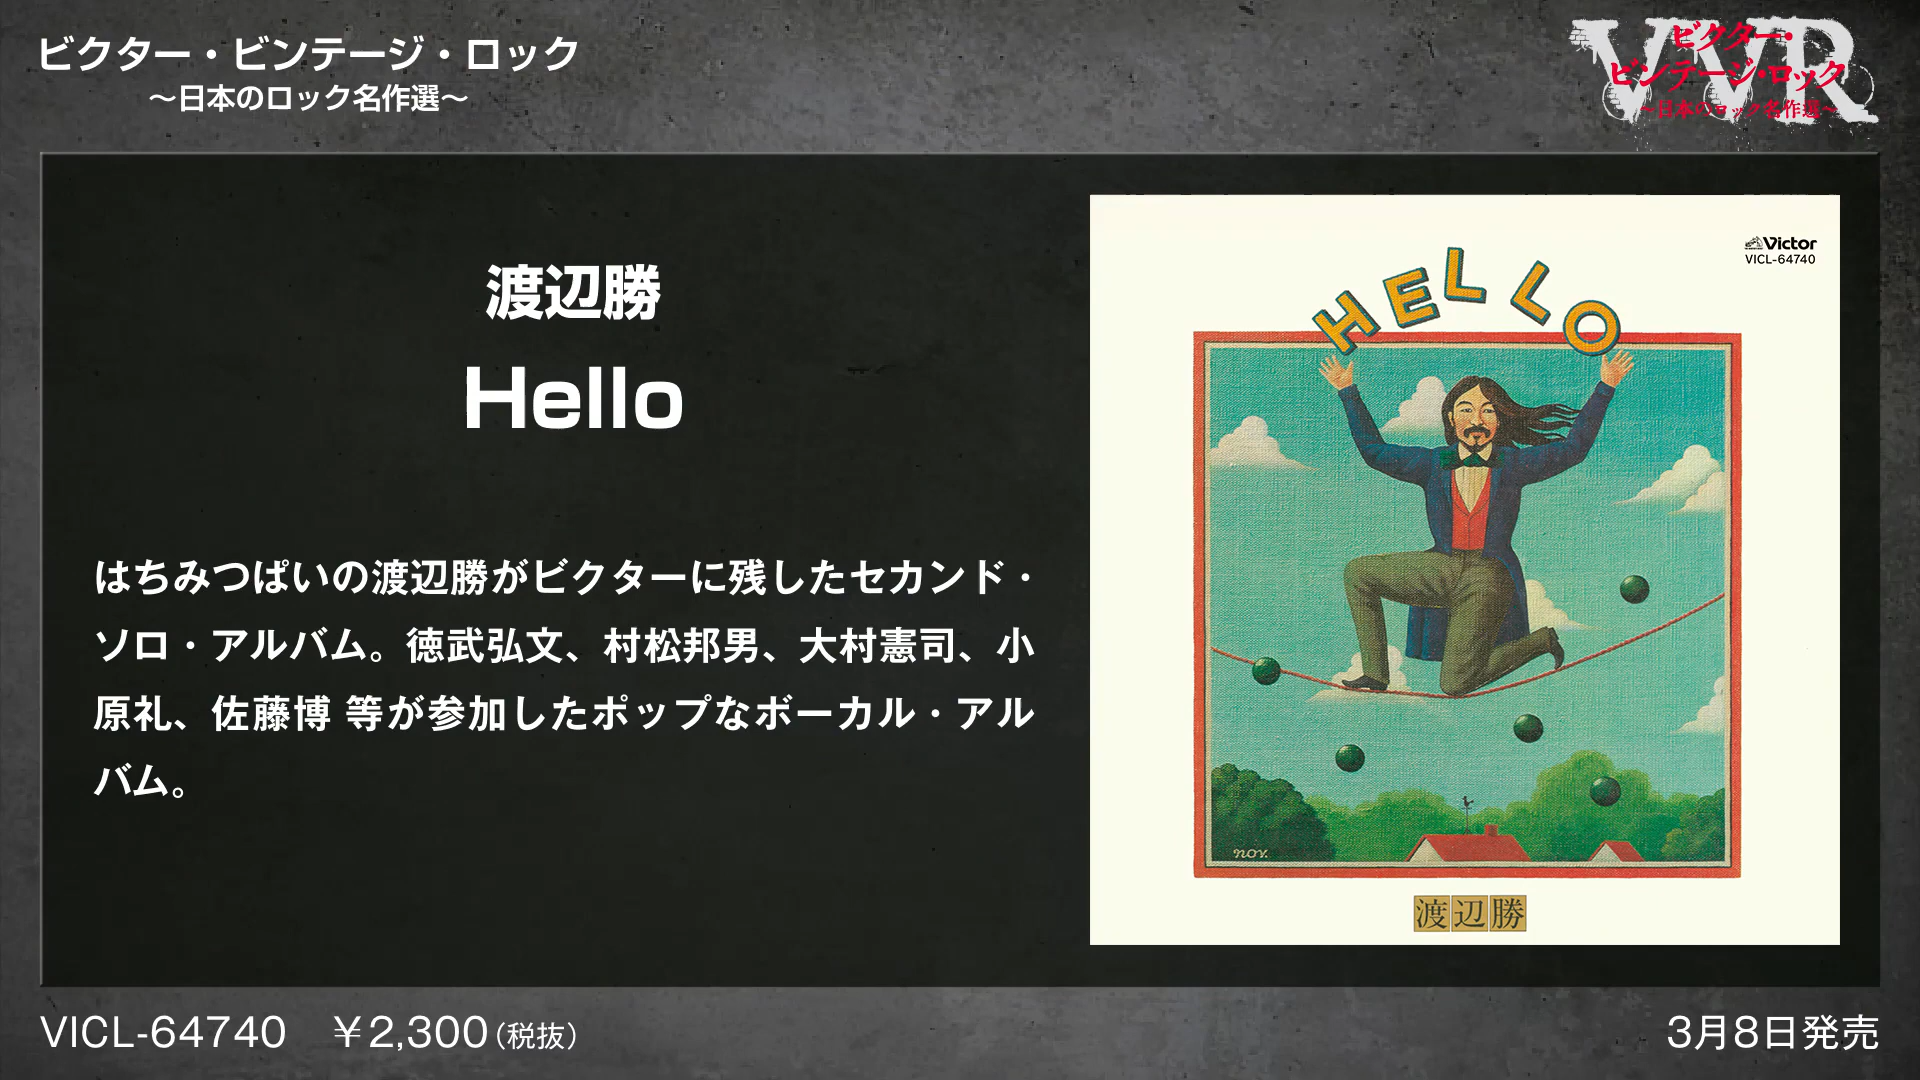 ビクター・ビンテージ・ロック
〜日本のロック名作選〜
VVR
ビクター・
ビンテージ・ロック
〜日本のロック名作選〜
渡辺勝
Hello
はちみつぱいの渡辺勝がビクターに残したセカンド・
ソロ・アルバム。徳武弘文、村松邦男、大村憲司、小
原礼、佐藤博 等が参加したポップなボーカル・アル
バム。
Victor
VICL-64740
HELLO
nov.
渡辺勝
VICL-64740　￥2,300（税抜）
3月8日発売